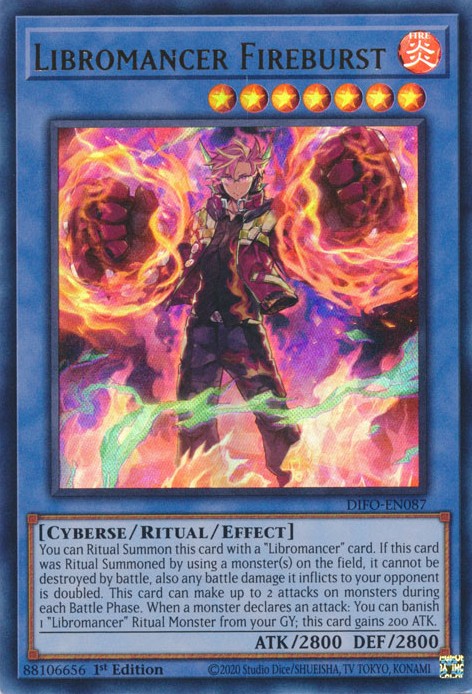 LIBROMANCER FIREBURST
FIRE
炎
DIFO-EN087
[CYBERSE/RITUAL/EFFECT]
You can Ritual Summon this card with a "Libromancer" card. If this
card was Ritual Summoned by using a monster(s) on the field, it cannot
be destroyed by battle, also any battle damage it inflicts to your opponent
is doubled. This card can make up to 2 attacks on monsters during
each Battle Phase. When a monster declares an attack: You can banish
1 "Libromancer" Ritual Monster from your GY; this card gains 200 ATK.
ATK/2800 DEF/2800
88106656 1st Edition ©2020 Studio Dice/SHUEISHA, TV TOKYO, KONAMI